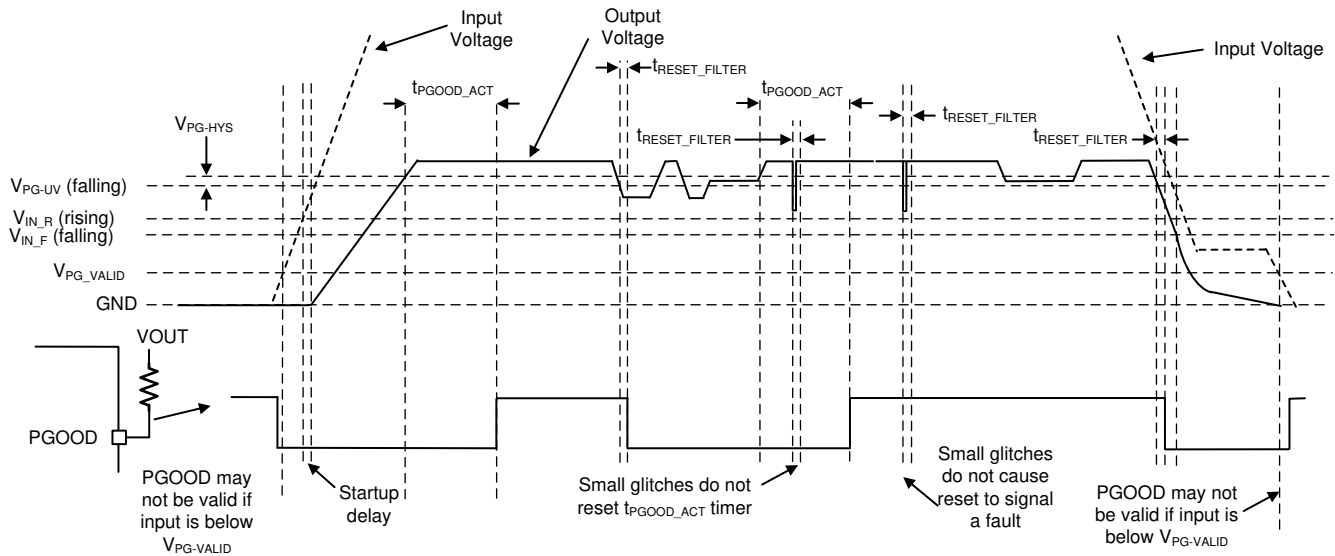 Input
Voltage
Output
Voltage
Input Voltage
tRESET_FILTER
tPGOOD_ACT
tPGOOD_ACT
tRESET_FILTER
tRESET_FILTER
tRESET_FILTER
VPG-HYS
VPG-UV (falling)
VIN_R (rising)
VIN_F (falling)
VPG_VALID
GND
VOUT
PGOOD
PGOOD may
not be valid if
input is below
VPG-VALID
Startup
delay
Small glitches do not
reset tPGOOD_ACT timer
Small glitches
do not cause
reset to signal
a fault
PGOOD may not
be valid if input is
below VPG-VALID